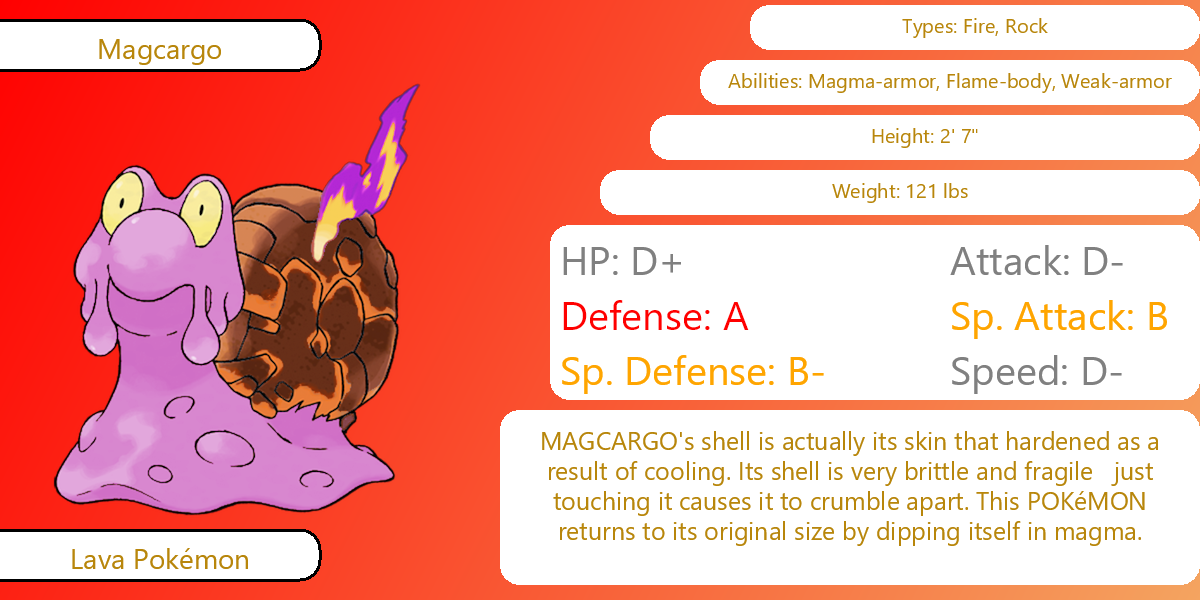 Magcargo
Types: Fire, Rock
Abilities: Magma-armor, Flame-body, Weak-armor
Height: 2' 7"
Weight: 121 lbs
HP: D+ Attack: D-
Defense: A Sp. Attack: B
Sp. Defense: B- Speed: D-
MAGCARGO's shell is actually its skin that hardened as a
result of cooling. Its shell is very brittle and fragile   just
touching it causes it to crumble apart. This POKéMON
returns to its original size by dipping itself in magma.
Lava Pokémon